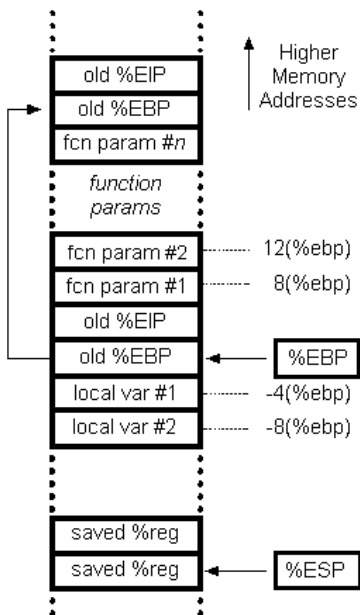 old %EIP
Higher
Memory
Addresses
old %EBP
fcn param #n
function
params
fcn param #2
12(%ebp)
fcn param #1
8(%ebp)
old %EIP
old %EBP
%EBP
local var #1
-4(%ebp)
local var #2
-8(%ebp)
saved %reg
saved %reg
%ESP